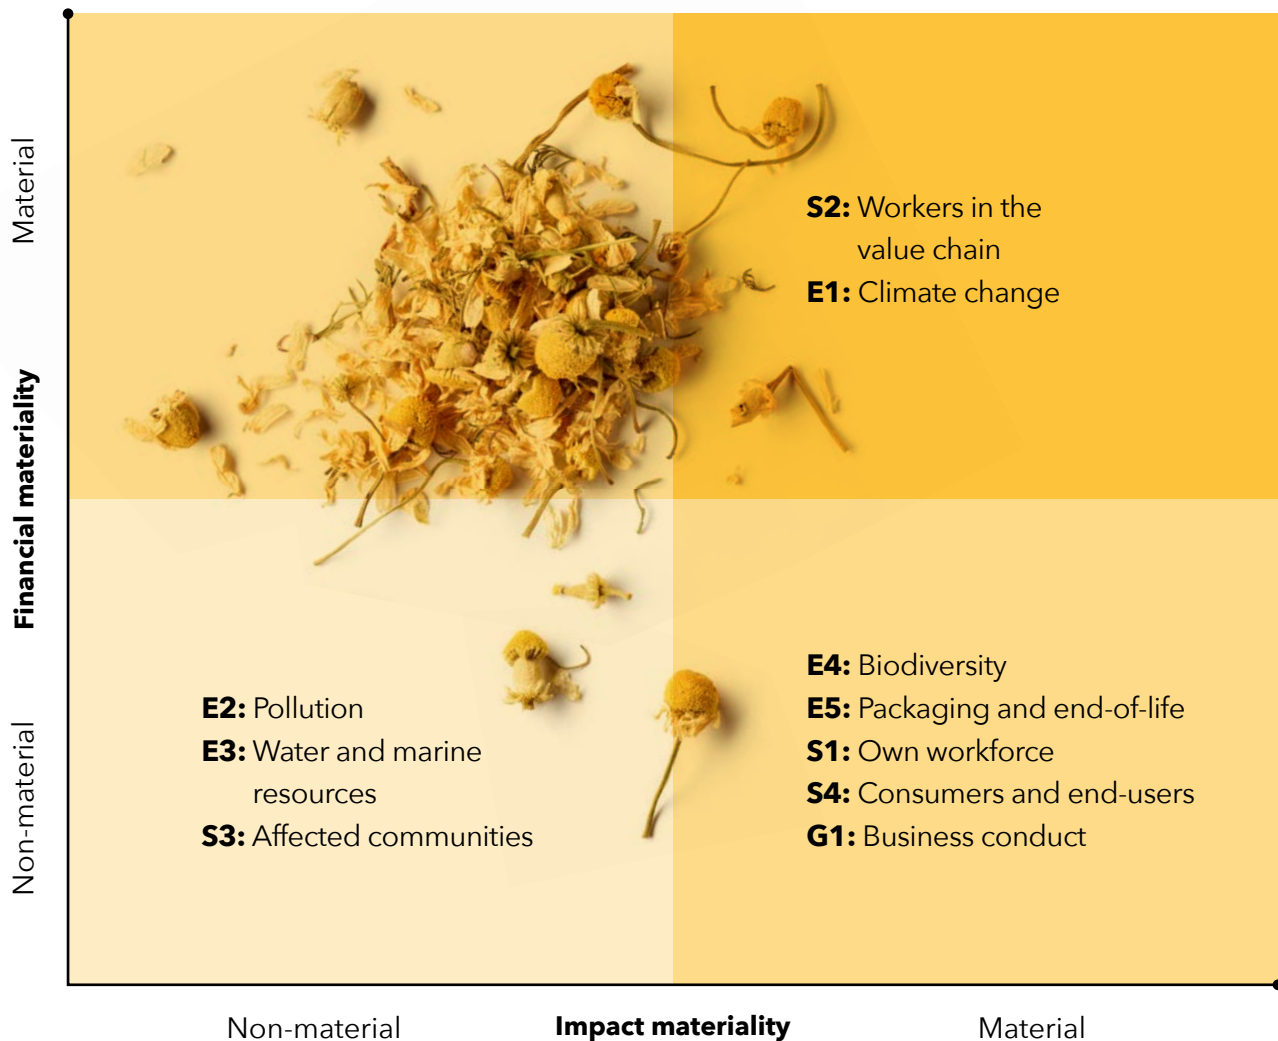 Material
Financial materiality
Non-material
S2: Workers in the
value chain
E1: Climate change
E2: Pollution
E3: Water and marine
resources
S3: Affected communities
E4: Biodiversity
E5: Packaging and end-of-life
S1: Own workforce
S4: Consumers and end-users
G1: Business conduct
Non-material
Impact materiality
Material